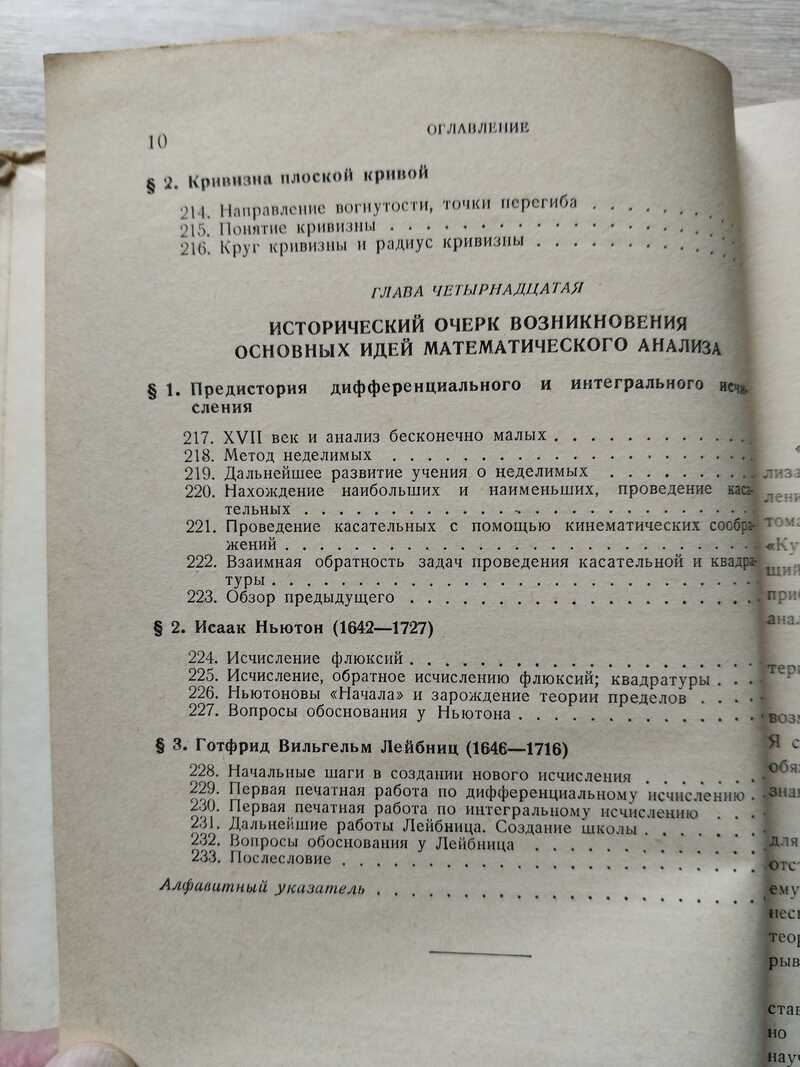 10
ОГЛАВЛЕНИЕ
§ 2. Кривизна плоской кривой
214. Направление вогнутости, точки перегиба . . . . . . . .
215. Понятие кривизны . . . . . . . . . . . . . . . .
216. Круг кривизны и радиус кривизны . . . . . . . . . . .
ГЛАВА ЧЕТЫРНАДЦАТАЯ
ИСТОРИЧЕСКИЙ ОЧЕРК ВОЗНИКНОВЕНИЯ
ОСНОВНЫХ ИДЕЙ МАТЕМАТИЧЕСКОГО АНАЛИЗА
§ 1. Предистория дифференциального и интегрального исчи-
сления
217. XVII век и анализ бесконечно малых . . . . . . . . . . .
218. Метод неделимых . . . . . . . . . . . . . . . . . . .
219. Дальнейшее развитие учения о неделимых . . . . . . . . .
220. Нахождение наибольших и наименьших, проведение каса-
тельных . . . . . . . . . . . . . . . . . . . . . . . .
221. Проведение касательных с помощью кинематических сообра-
жений . . . . . . . . . . . . . . . . . . . . . . . . .
222. Взаимная обратность задач проведения касательной и квадра-
туры . . . . . . . . . . . . . . . . . . . . . . . . . .
223. Обзор предыдущего . . . . . . . . . . . . . . . . . .
§ 2. Исаак Ньютон (1642—1727)
224. Исчисление флюксий . . . . . . . . . . . . . . . . . .
225. Исчисление, обратное исчислению флюксий; квадратуры . . .
226. Ньютоновы «Начала» и зарождение теории пределов . . . .
227. Вопросы обоснования у Ньютона . . . . . . . . . . . . .
§ 3. Готфрид Вильгельм Лейбниц (1646—1716)
228. Начальные шаги в создании нового исчисления . . . . . . .
229. Первая печатная работа по дифференциальному исчислению .
230. Первая печатная работа по интегральному исчислению . . . .
231. Дальнейшие работы Лейбница. Создание школы . . . . . . .
232. Вопросы обоснования у Лейбница . . . . . . . . . . . . .
233. Послесловие . . . . . . . . . . . . . . . . . . . . . .
Алфавитный указатель . . . . . . . . . . . . . . . . . . . .